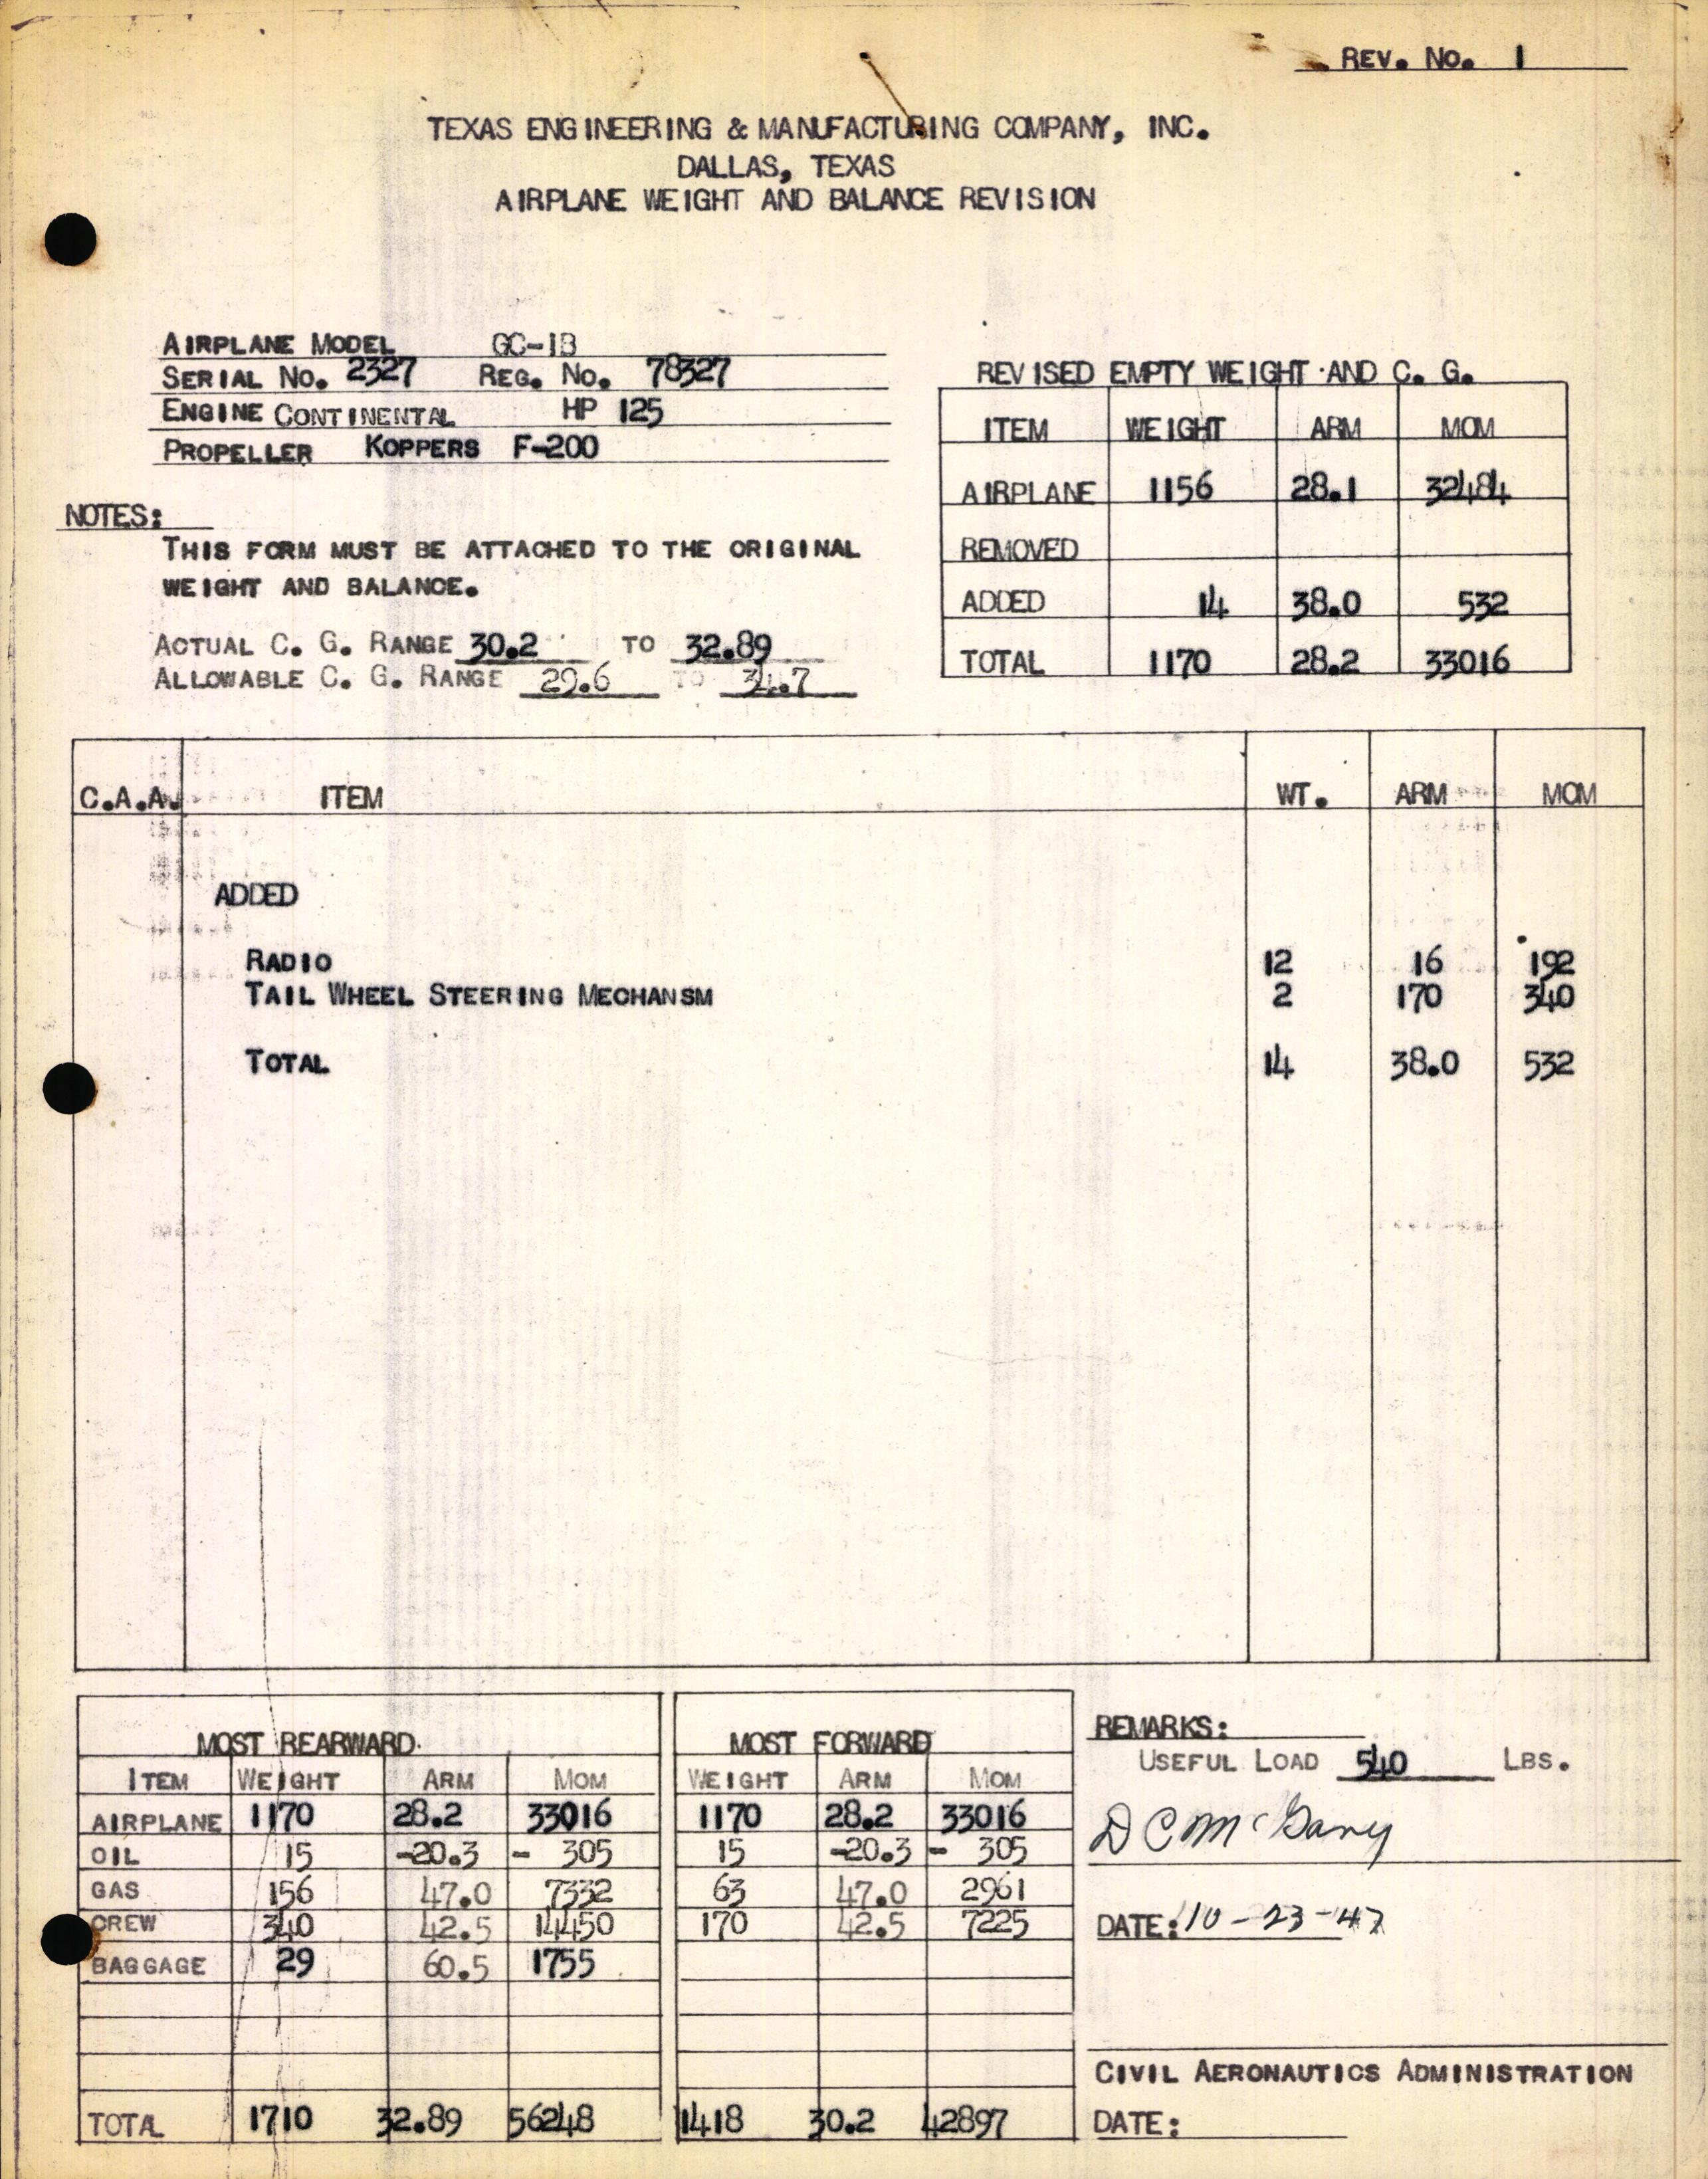 REV. NO. 1
TEXAS ENGINEERING & MANUFACTURING COMPANY, INC.
DALLAS, TEXAS
AIRPLANE WEIGHT AND BALANCE REVISION
AIRPLANE MODEL GC-1B
SERIAL NO. 2327 REG. NO. 78327
ENGINE CONTINENTAL HP 125
PROPELLER KOPPERS F-200
NOTES:
THIS FORM MUST BE ATTACHED TO THE ORIGINAL
WEIGHT AND BALANCE.
ACTUAL C. G. RANGE 30.2 TO 32.89
ALLOWABLE C. G. RANGE 29.6 TO 34.7
REVISED EMPTY WEIGHT AND C. G.
ITEM WEIGHT ARM MOM
AIRPLANE 1156 28.1 32484
REMOVED
ADDED 14 38.0 532
TOTAL 1170 28.2 33016
C.A.A. ITEM WT. ARM MOM
ADDED
RADIO 12 16 192
TAIL WHEEL STEERING MECHANSM 2 170 340
TOTAL 14 38.0 532
MOST REARWARD
ITEM WEIGHT ARM MOM
AIRPLANE 1170 28.2 33016
OIL 15 -20.3 - 305
GAS 156 47.0 7332
CREW 340 42.5 14450
BAGGAGE 29 60.5 1755
TOTAL 1710 32.89 56248
MOST FORWARD
WEIGHT ARM MOM
1170 28.2 33016
15 -20.3 - 305
63 47.0 2961
170 42.5 7225
1418 30.2 42897
REMARKS:
USEFUL LOAD 540 LBS.
D C McGary
DATE: 10-23-47
CIVIL AERONAUTICS ADMINISTRATION
DATE: